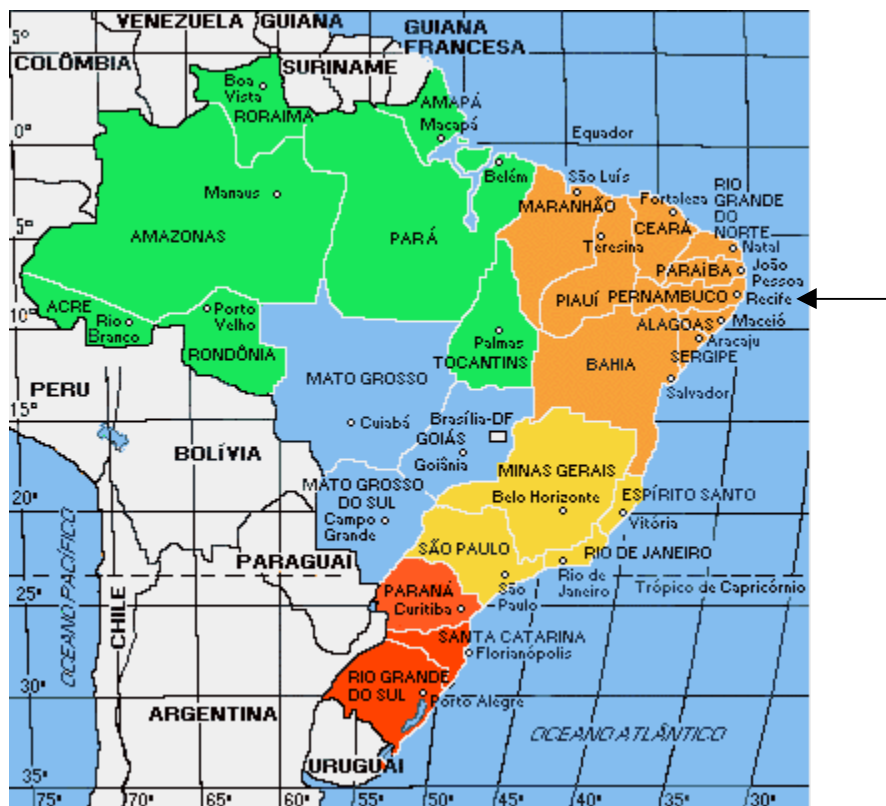 VENEZUELA
GUIANA
GUIANA
FRANCESA
COLÔMBIA
SURINAME
5°
Boa
Vista
RORAIMA
AMAPÁ
Macapá
0°
Equador
Manaus
Belém
São Luís
MARANHÃO
Fortaleza
CEARÁ
RIO
GRANDE
DO
NORTE
Natal
5°
AMAZONAS
PARÁ
Teresina
PARAÍBA
João
Pessoa
PIAUÍ
PERNAMBUCO
Recife
ACRE
Rio
Branco
Porto
Velho
RONDÔNIA
10°
Palmas
TOCANTINS
ALAGOAS
Maceió
Aracaju
SERGIPE
BAHIA
Salvador
PERU
MATO GROSSO
Cuiabá
Brasília-DF
GOIÁS
Goiânia
15°
BOLÍVIA
MATO GROSSO
DO SUL
Campo
Grande
MINAS GERAIS
Belo Horizonte
ESPÍRITO SANTO
Vitória
20°
OCEANO PACÍFICO
CHILE
PARAGUAI
SÃO PAULO
São
Paulo
RIO DE JANEIRO
Rio de
Janeiro
Trópico de Capricórnio
25°
PARANÁ
Curitiba
SANTA CATARINA
Florianópolis
RIO GRANDE
DO SUL
Porto Alegre
30°
ARGENTINA
URUGUAI
OCEANO ATLÂNTICO
35°
75°
70°
65°
60°
55°
50°
45°
40°
35°
30°